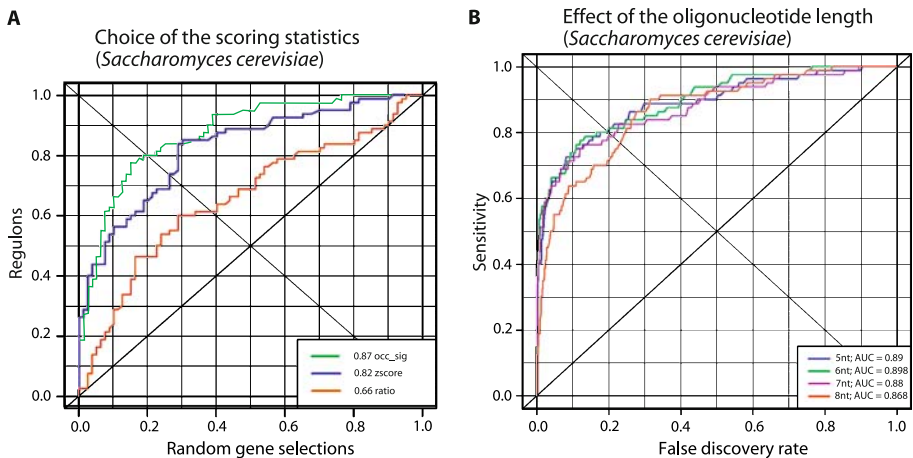 A
Choice of the scoring statistics
(Saccharomyces cerevisiae)
Regulons
1.0
0.8
0.6
0.4
0.2
0.0
0.0 0.2 0.4 0.6 0.8 1.0
Random gene selections
0.87 occ_sig
0.82 zscore
0.66 ratio
B
Effect of the oligonucleotide length
(Saccharomyces cerevisiae)
Sensitivity
1.0
0.8
0.6
0.4
0.2
0.0
0.0 0.2 0.4 0.6 0.8 1.0
False discovery rate
5nt; AUC = 0.89
6nt; AUC = 0.898
7nt; AUC = 0.88
8nt; AUC = 0.868